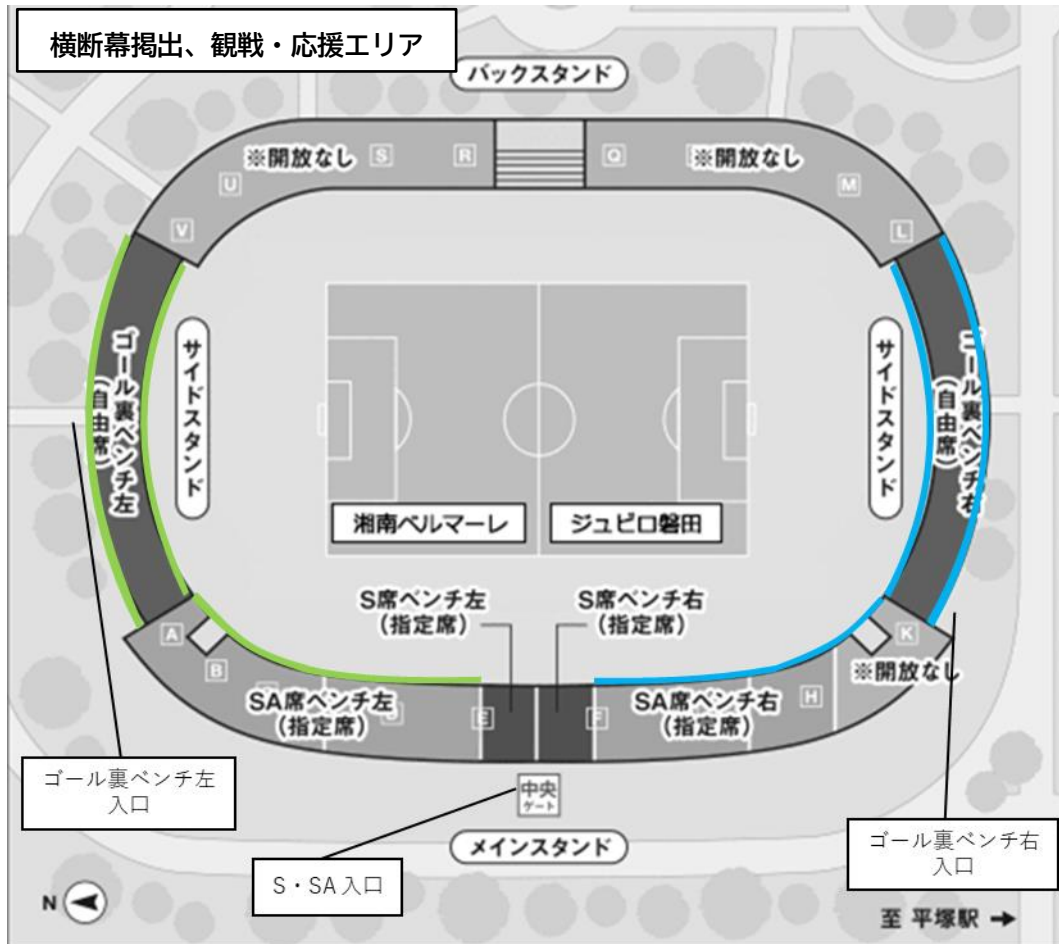 横断幕掲出、観戦・応援エリア
バックスタンド
※開放なし
S
R
Q
※開放なし
U
M
V
L
ゴール裏ベンチ左
(自由席)
サイドスタンド
サイドスタンド
ゴール裏ベンチ右
(自由席)
湘南ベルマーレ
ジュビロ磐田
S席ベンチ左
(指定席)
S席ベンチ右
(指定席)
A
K
B
※開放なし
H
SA席ベンチ左
(指定席)
E
F
SA席ベンチ右
(指定席)
ゴール裏ベンチ左
入口
中央
ゲート
ゴール裏ベンチ右
入口
メインスタンド
S・SA入口
N
至 平塚駅 →